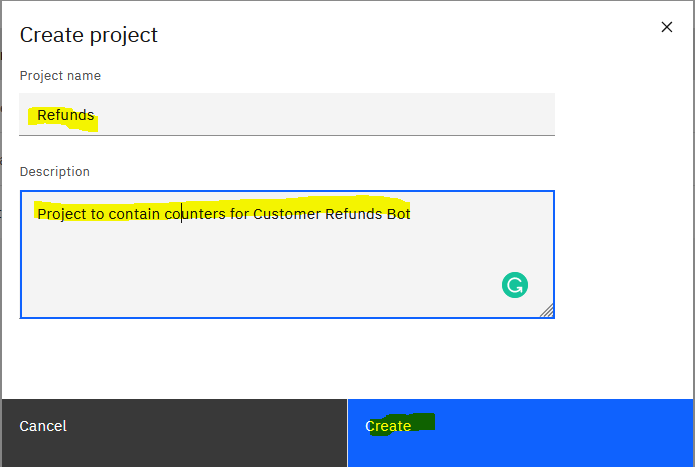 Create project
Project name
Refunds
Description
Project to contain counters for Customer Refunds Bot
Cancel
Create